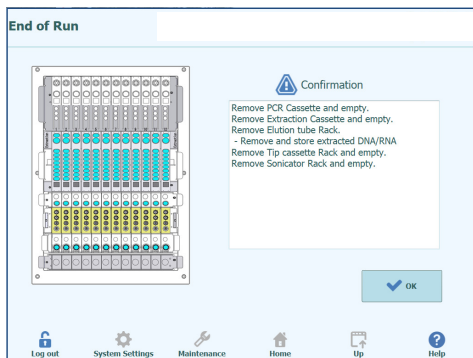 End of Run
Confirmation
Remove PCR Cassette and empty.
Remove Extraction Cassette and empty.
Remove Elution tube Rack.
- Remove and store extracted DNA/RNA
Remove Tip cassette Rack and empty.
Remove Sonicator Rack and empty.
OK
Log out
System Settings
Maintenance
Home
Up
Help